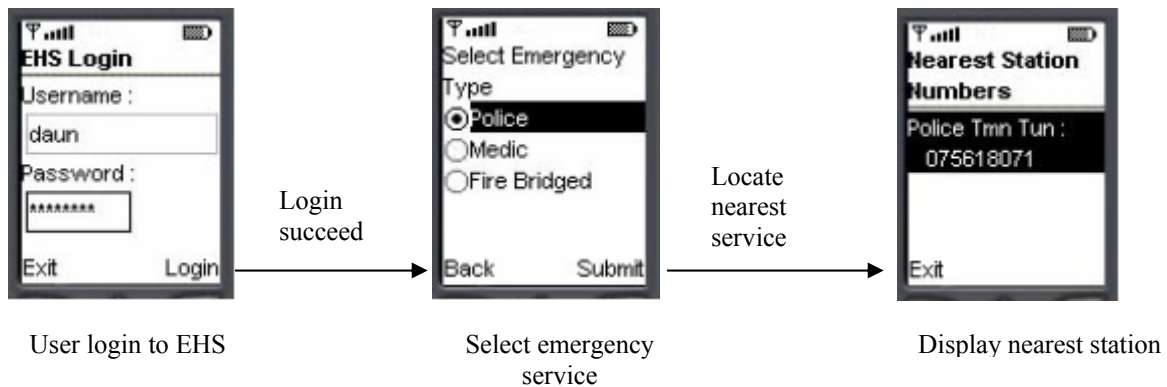 EHS Login
Username :
daun
Password :
********
Exit Login
Login
succeed
Select Emergency
Type
Police
Medic
Fire Bridged
Back Submit
Locate
nearest
service
Nearest Station
Numbers
Police Tmn Tun :
075618071
Exit
User login to EHS
Select emergency
service
Display nearest station